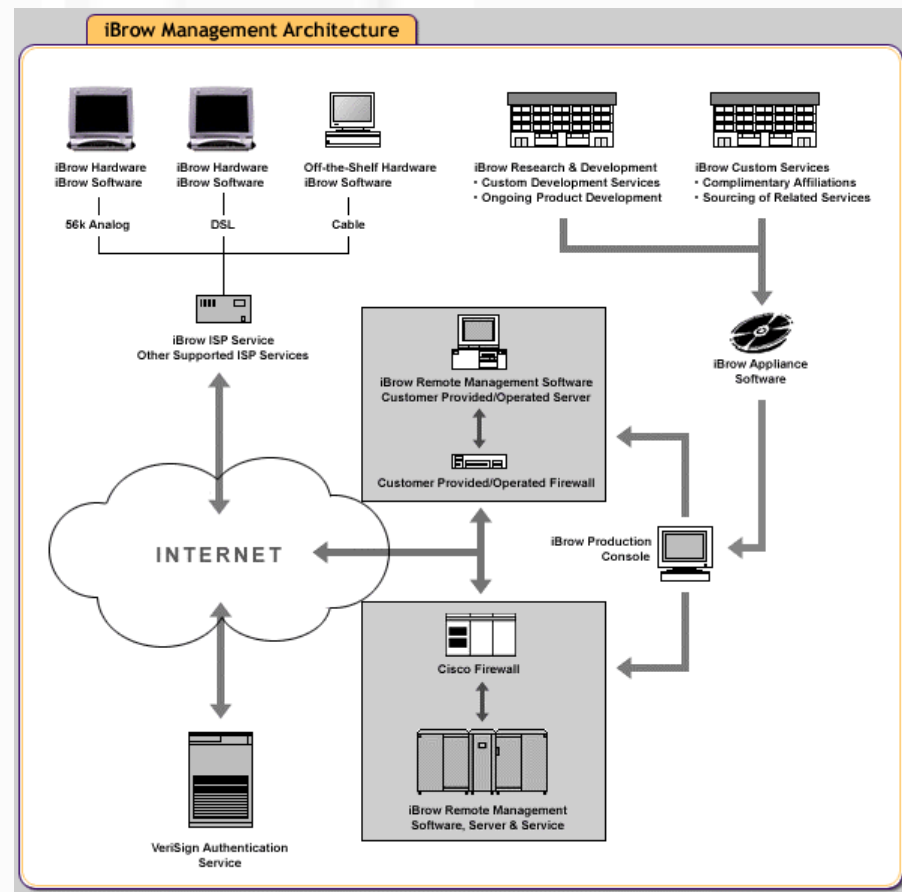 iBrow Management Architecture
iBrow Hardware
iBrow Software
iBrow Hardware
iBrow Software
Off-the-Shelf Hardware
iBrow Software
iBrow Research & Development
• Custom Development Services
• Ongoing Product Development
iBrow Custom Services
• Complimentary Affiliations
• Sourcing of Related Services
56k Analog
DSL
Cable
iBrow ISP Service
Other Supported ISP Services
iBrow Remote Management Software
Customer Provided/Operated Server
iBrow Appliance
Software
Customer Provided/Operated Firewall
INTERNET
iBrow Production
Console
Cisco Firewall
iBrow Remote Management
Software, Server & Service
VeriSign Authentication
Service